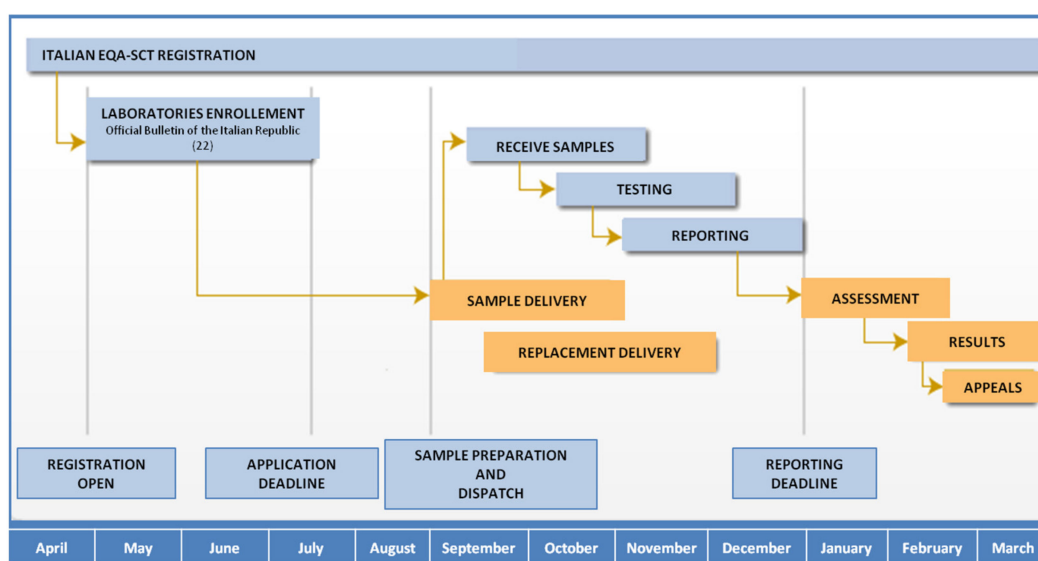 ITALIAN EQA-SCT REGISTRATION
LABORATORIES ENROLLEMENT
Official Bulletin of the Italian Republic
(22)
RECEIVE SAMPLES
TESTING
REPORTING
SAMPLE DELIVERY
ASSESSMENT
REPLACEMENT DELIVERY
RESULTS
APPEALS
REGISTRATION
OPEN
APPLICATION
DEADLINE
SAMPLE PREPARATION
AND
DISPATCH
REPORTING
DEADLINE
April May June July August September October November December January February March